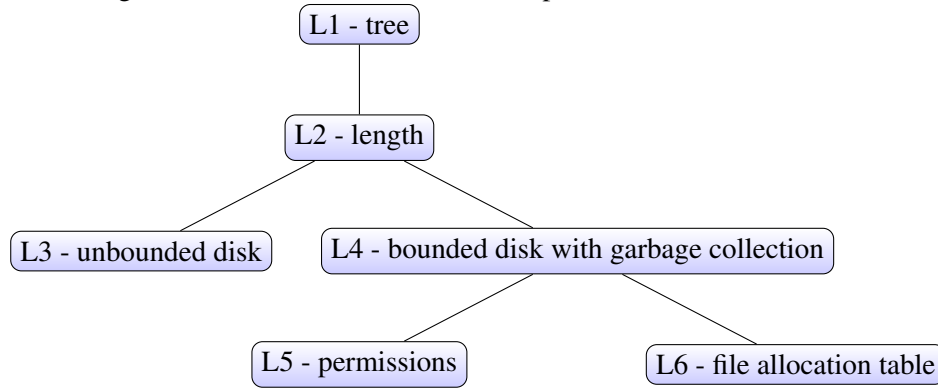 L1 - tree
L2 - length
L3 - unbounded disk
L4 - bounded disk with garbage collection
L5 - permissions
L6 - file allocation table